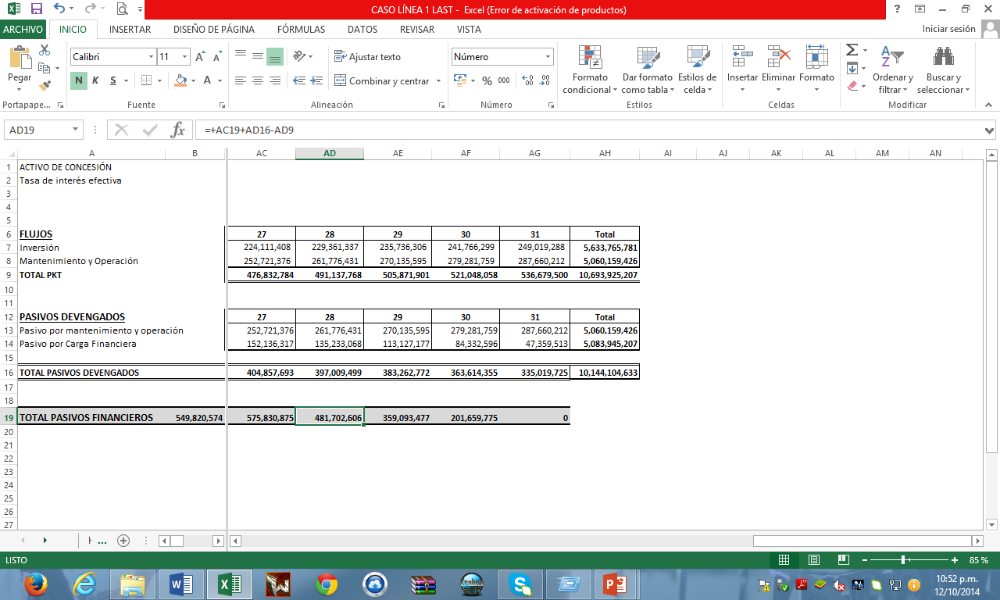 CASO LÍNEA 1 LAST - Excel (Error de activación de productos)
ARCHIVO INICIO INSERTAR DISEÑO DE PÁGINA FÓRMULAS DATOS REVISAR VISTA Iniciar sesión
Calibri 11 Ajustar texto Número
Pegar N K S Combinar y centrar % 000 Formato condicional Dar formato como tabla Estilos de celda Insertar Eliminar Formato Ordenar y filtrar Buscar y seleccionar
Portapape... Fuente Alineación Número Estilos Celdas Modificar
AD19 fx =+AC19+AD16-AD9
A B AC AD AE AF AG AH AI AJ AK AL AM AN
1 ACTIVO DE CONCESIÓN
2 Tasa de interés efectiva
3
4
5
6 FLUJOS 27 28 29 30 31 Total
7 Inversión 224,111,408 229,361,337 235,736,306 241,766,299 249,019,288 5,633,765,781
8 Mantenimiento y Operación 252,721,376 261,776,431 270,135,595 279,281,759 287,660,212 5,060,159,426
9 TOTAL PKT 476,832,784 491,137,768 505,871,901 521,048,058 536,679,500 10,693,925,207
10
11
12 PASIVOS DEVENGADOS 27 28 29 30 31 Total
13 Pasivo por mantenimiento y operación 252,721,376 261,776,431 270,135,595 279,281,759 287,660,212 5,060,159,426
14 Pasivo por Carga Financiera 152,136,317 135,233,068 113,127,177 84,332,596 47,359,513 5,083,945,207
15
16 TOTAL PASIVOS DEVENGADOS 404,857,693 397,009,499 383,262,772 363,614,355 335,019,725 10,144,104,633
17
18
19 TOTAL PASIVOS FINANCIEROS 549,820,574 575,830,875 481,702,606 359,093,477 201,659,775 0
20
21
22
23
24
25
26
27
...
LISTO 85 %
10:52 p.m.
12/10/2014